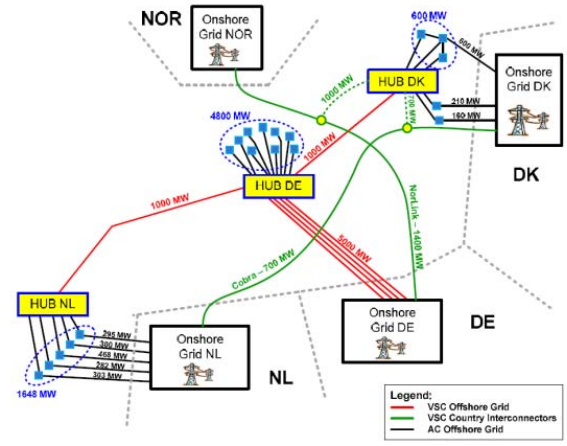 NOR
Onshore
Grid NOR
600 MW
600 MW
HUB DK
Onshore
Grid DK
1000 MW
700 MW
210 MW
160 MW
4800 MW
1000 MW
HUB DE
DK
1000 MW
5000 MW
NorLink – 1400 MW
Cobra – 700 MW
HUB NL
295 MW
300 MW
468 MW
282 MW
303 MW
1648 MW
Onshore
Grid NL
NL
Onshore
Grid DE
DE
Legend:
VSC Offshore Grid
VSC Country Interconnectors
AC Offshore Grid